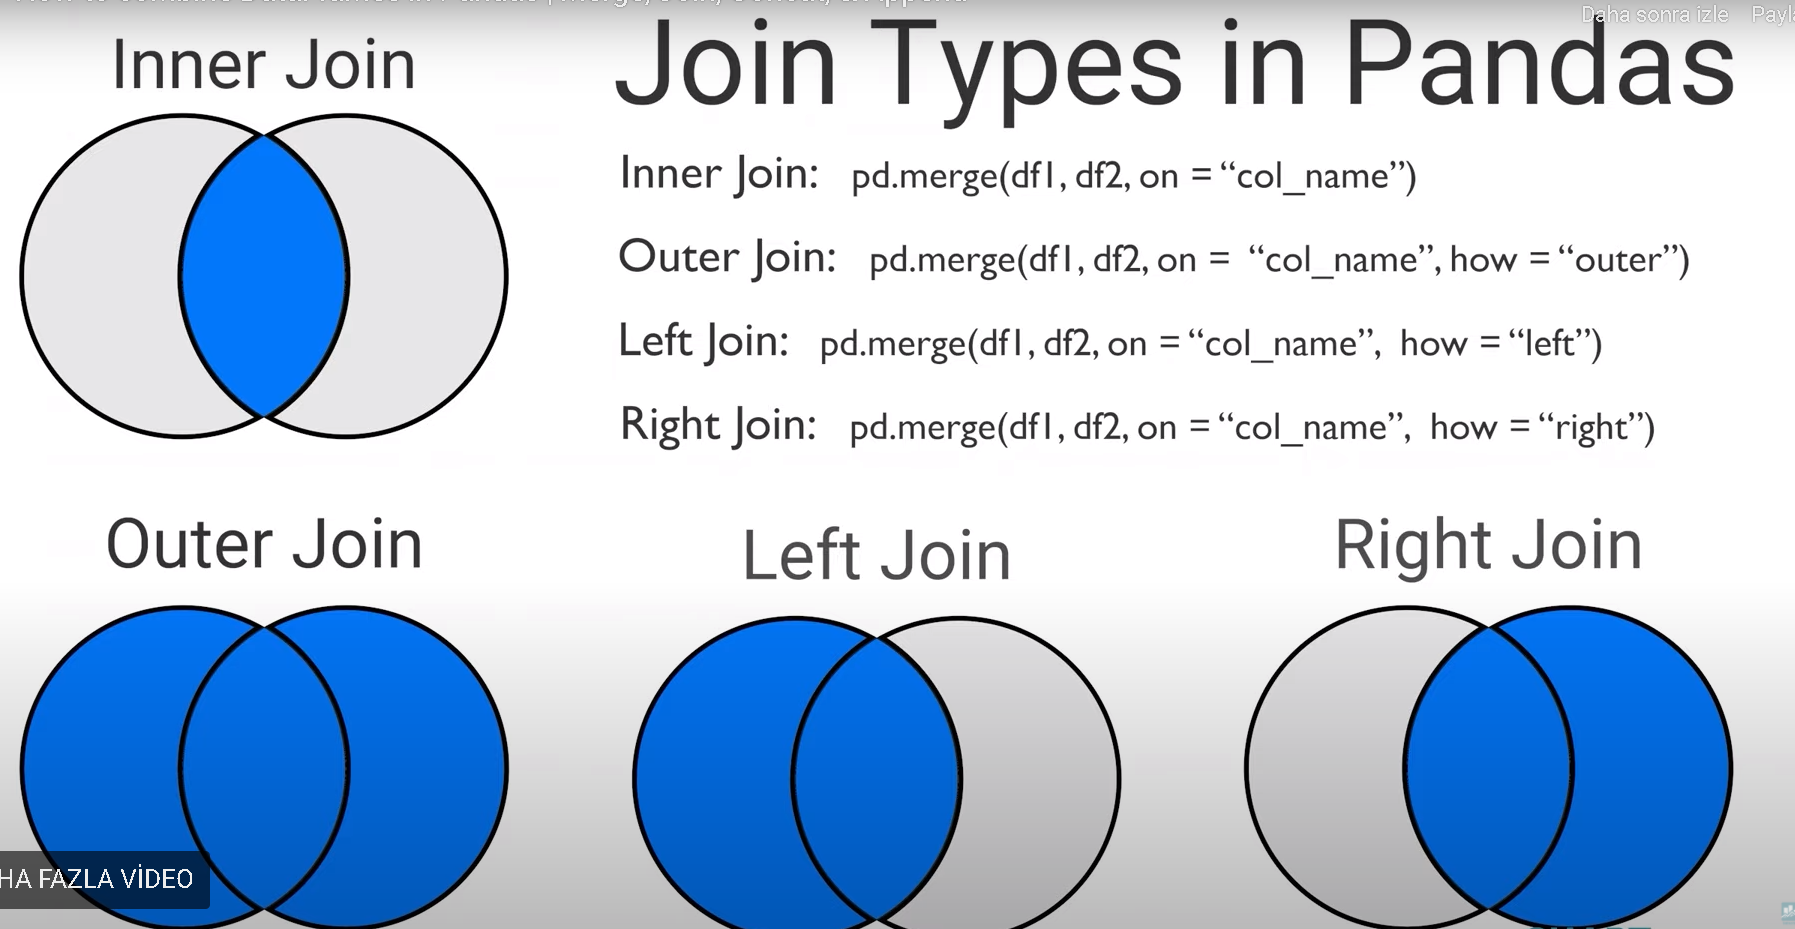 Daha sonra izle
Inner Join
Join Types in Pandas
Inner Join: pd.merge(df1, df2, on = “col_name”)
Outer Join: pd.merge(df1, df2, on = “col_name”, how = “outer”)
Left Join: pd.merge(df1, df2, on = “col_name”, how = “left”)
Right Join: pd.merge(df1, df2, on = “col_name”, how = “right”)
Outer Join
Left Join
Right Join
HA FAZLA VİDEO